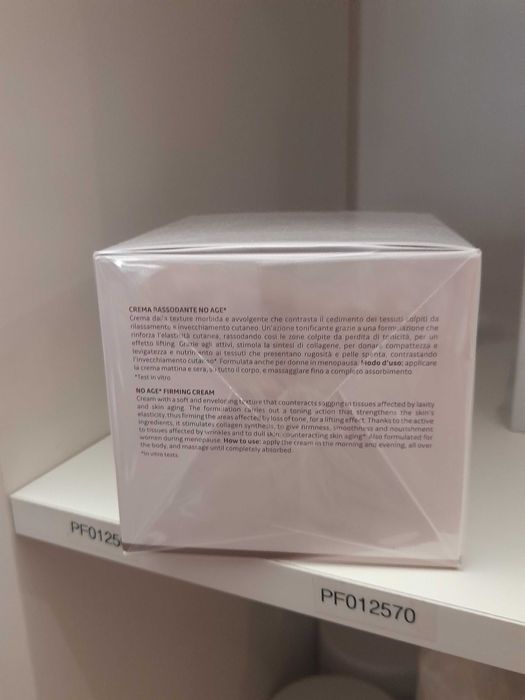 CREMA RASSODANTE NO AGE*
Crema dalla texture morbida e avvolgente che contrasta il cedimento dei tessuti colpiti da
rilassamento e invecchiamento cutaneo. Un'azione tonificante grazie a una formulazione che
rinforza l'elasticità cutanea, rassodando così le zone colpite da perdita di tonicità, per un
effetto lifting. Grazie agli attivi, stimola la sintesi di collagene, per donare compattezza e
levigatezza e nutrimento ai tessuti che presentano rugosità e pelle spenta, contrastando
l'invecchiamento cutaneo* Formulata anche per donne in menopausa. Modo d'uso: applicare
la crema mattina e sera, su tutto il corpo, e massaggiare fino a completo assorbimento
*Test in vitro
NO AGE* FIRMING CREAM
Cream with a soft and enveloping texture that counteracts sagging in tissues affected by laxity
and skin aging. The formulation carries out a toning action that strengthens the skin's
elasticity, thus firming the areas affected by loss of tone, for a lifting effect. Thanks to the active
ingredients, it stimulates collagen synthesis, to give firmness, smoothness and nourishment
to tissues affected by wrinkles and to dull skin, counteracting skin aging* Also formulated for
women during menopause. How to use: apply the cream in the morning and evening, all over
the body, and massage until completely absorbed.
*In vitro tests.
PF0125
PF012570